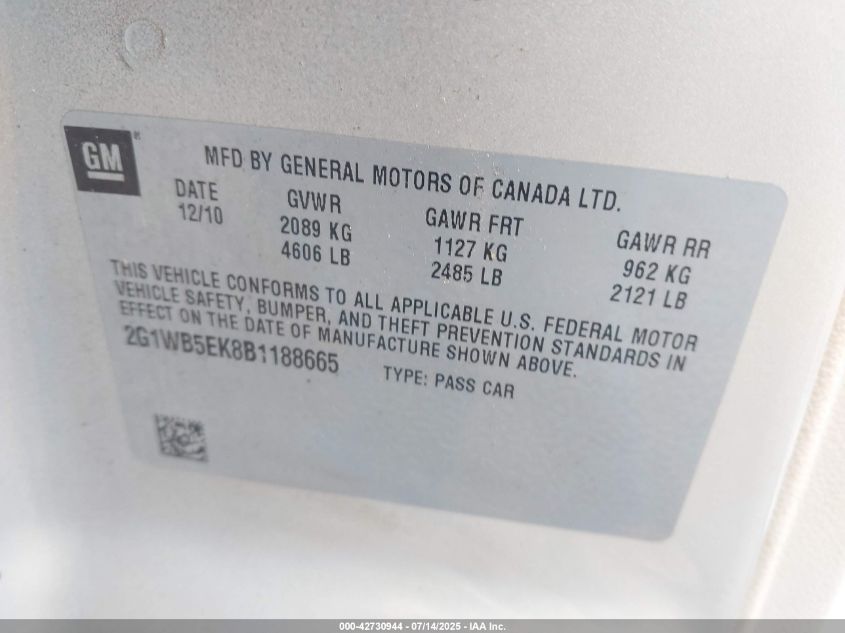 GM
MFD BY GENERAL MOTORS OF CANADA LTD.
DATE GVWR GAWR FRT GAWR RR
12/10 2089 KG 1127 KG 962 KG
4606 LB 2485 LB 2121 LB
THIS VEHICLE CONFORMS TO ALL APPLICABLE U.S. FEDERAL MOTOR
VEHICLE SAFETY, BUMPER, AND THEFT PREVENTION STANDARDS IN
EFFECT ON THE DATE OF MANUFACTURE SHOWN ABOVE.
2G1WB5EK8B1188665 TYPE: PASS CAR
000-42730944 - 07/14/2025 - IAA Inc.